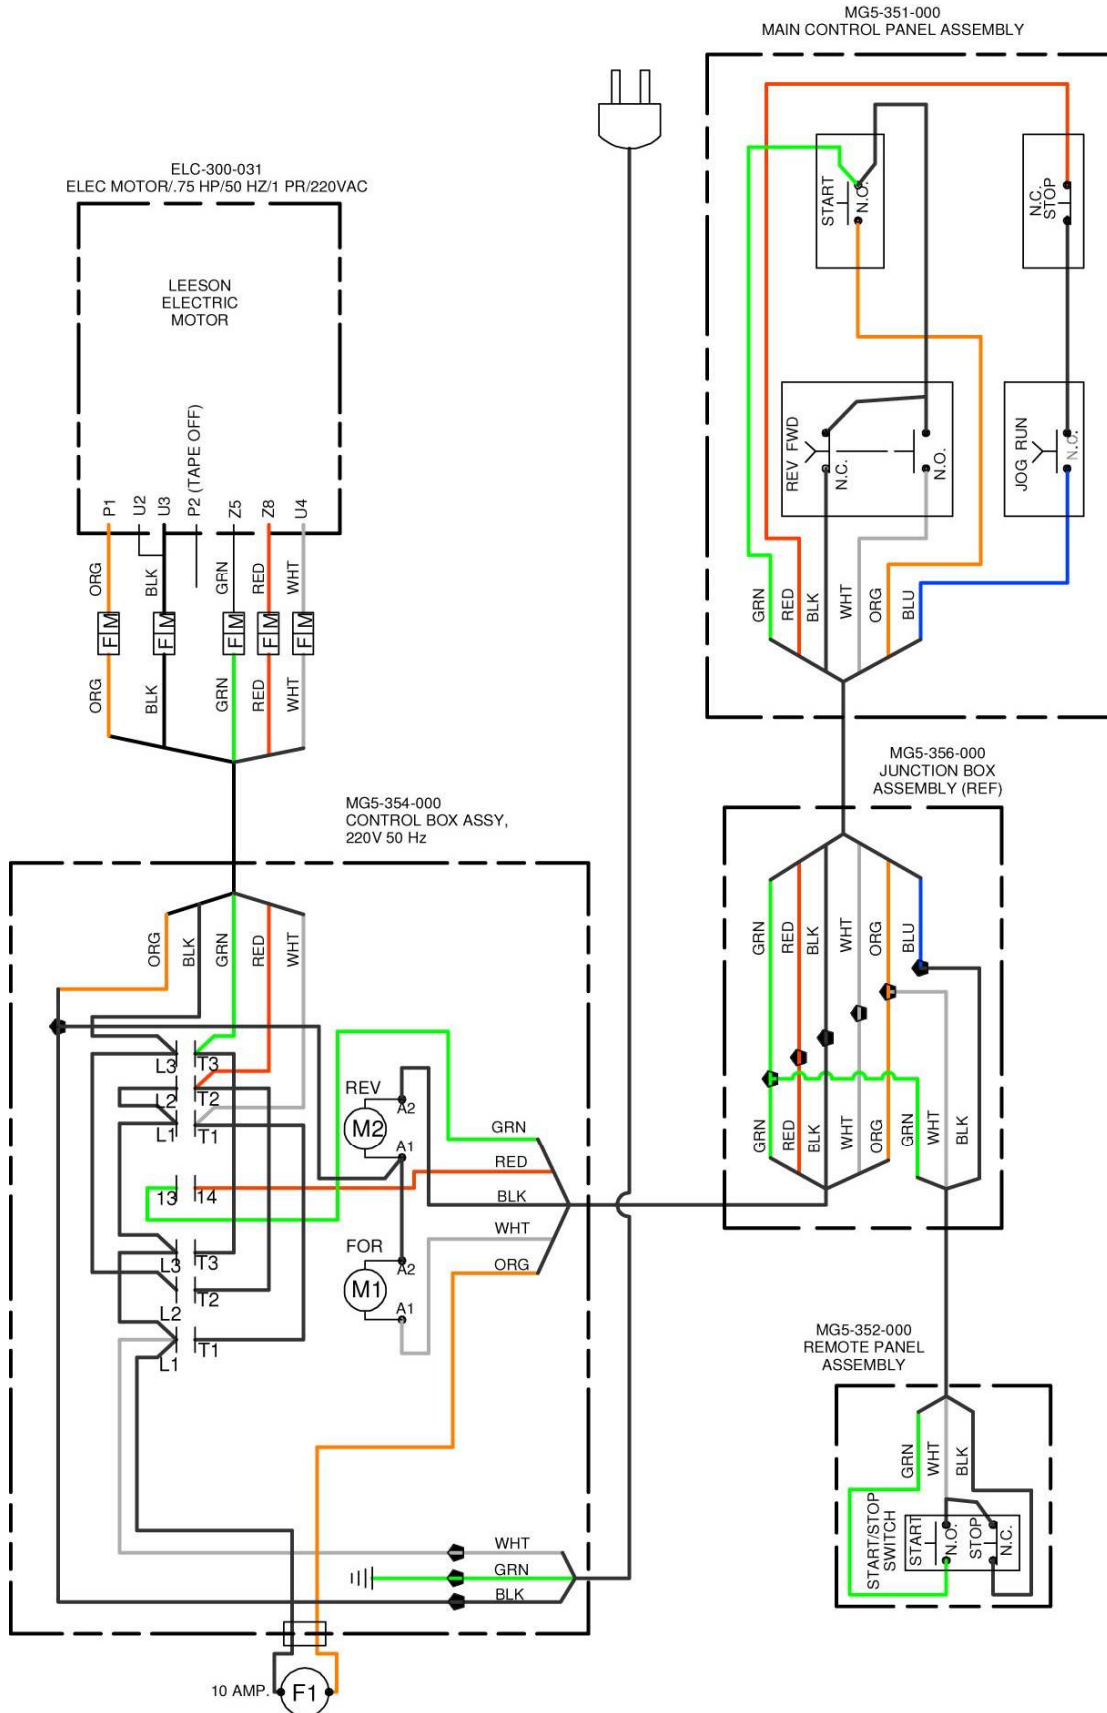 MG5-351-000
MAIN CONTROL PANEL ASSEMBLY
START
N.O.
N.C.
STOP
REV FWD
N.C.
N.O.
JOG RUN
N.O.
GRN
RED
BLK
WHT
ORG
BLU
ELC-300-031
ELEC MOTOR/.75 HP/50 HZ/1 PR/220VAC
LEESON
ELECTRIC
MOTOR
P1
U2
U3
P2 (TAPE OFF)
Z5
Z8
U4
ORG
BLK
GRN
RED
WHT
F M
F M
F M
F M
F M
ORG
BLK
GRN
RED
WHT
MG5-356-000
JUNCTION BOX
ASSEMBLY (REF)
GRN
RED
BLK
WHT
ORG
BLU
GRN
RED
BLK
WHT
ORG
GRN
WHT
BLK
MG5-354-000
CONTROL BOX ASSY,
220V 50 Hz
ORG
BLK
GRN
RED
WHT
L3 T3
L2 T2
L1 T1
13 14
L3 T3
L2 T2
L1 T1
REV
M2
A2
A1
FOR
M1
A2
A1
GRN
RED
BLK
WHT
ORG
WHT
GRN
BLK
10 AMP.
F1
MG5-352-000
REMOTE PANEL
ASSEMBLY
GRN
WHT
BLK
START/STOP
SWITCH
START
N.O.
STOP
N.C.